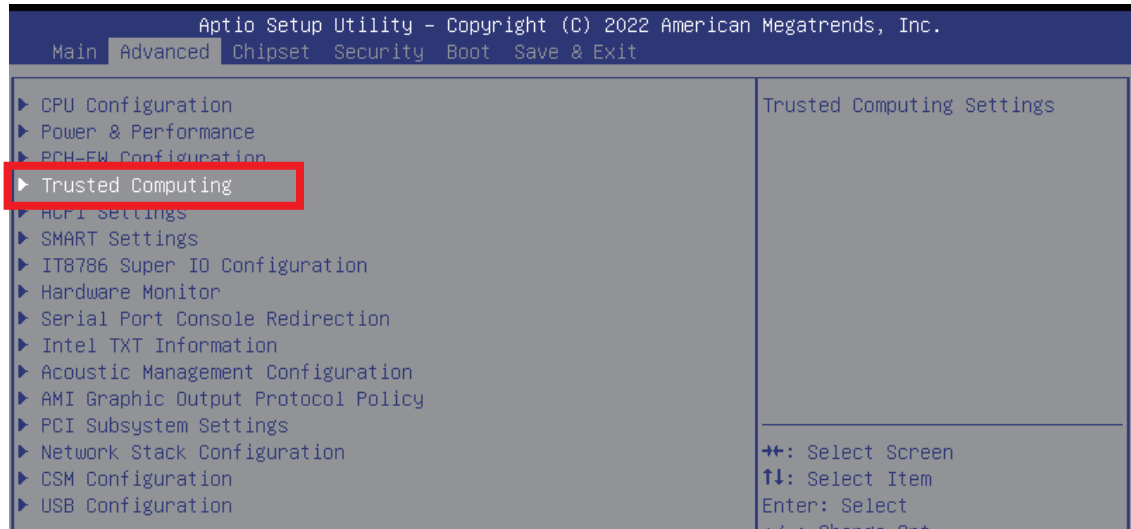 Aptio Setup Utility – Copyright (C) 2022 American Megatrends, Inc.
Main Advanced Chipset Security Boot Save & Exit
▶ CPU Configuration
▶ Power & Performance
▶ PCH-FW Configuration
▶ Trusted Computing
▶ ACPI Settings
▶ SMART Settings
▶ IT8786 Super IO Configuration
▶ Hardware Monitor
▶ Serial Port Console Redirection
▶ Intel TXT Information
▶ Acoustic Management Configuration
▶ AMI Graphic Output Protocol Policy
▶ PCI Subsystem Settings
▶ Network Stack Configuration
▶ CSM Configuration
▶ USB Configuration
Trusted Computing Settings
→←: Select Screen
↑↓: Select Item
Enter: Select